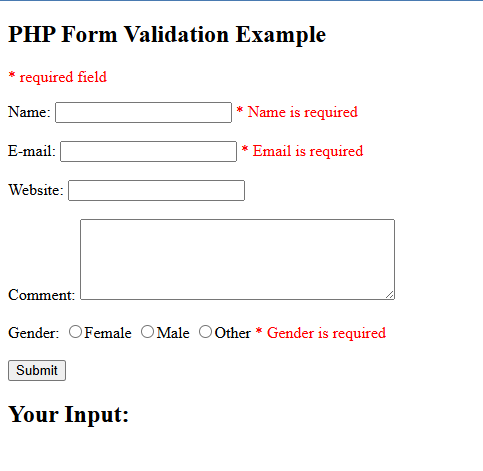 PHP Form Validation Example
* required field
Name: * Name is required
E-mail: * Email is required
Website:
Comment:
Gender: Female Male Other * Gender is required
Submit
Your Input: